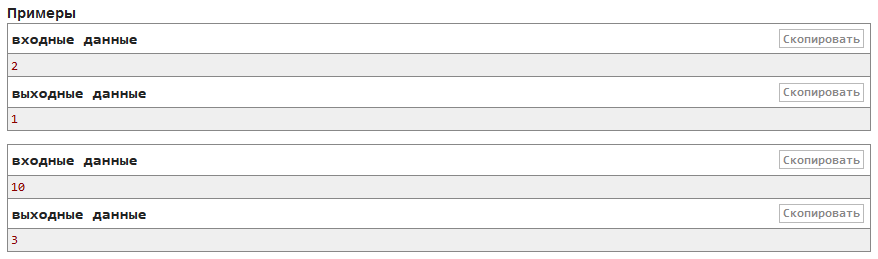 Примеры
входные данные
Скопировать
2
выходные данные
Скопировать
1
входные данные
Скопировать
10
выходные данные
Скопировать
3